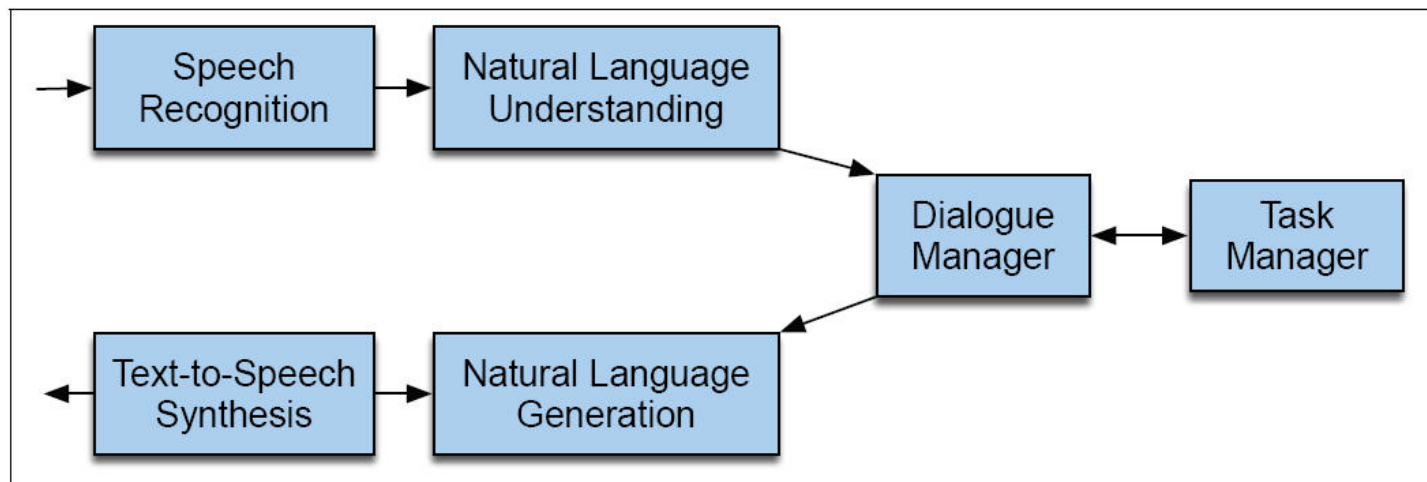 Speech
Recognition
Natural Language
Understanding
Dialogue
Manager
Task
Manager
Text-to-Speech
Synthesis
Natural Language
Generation